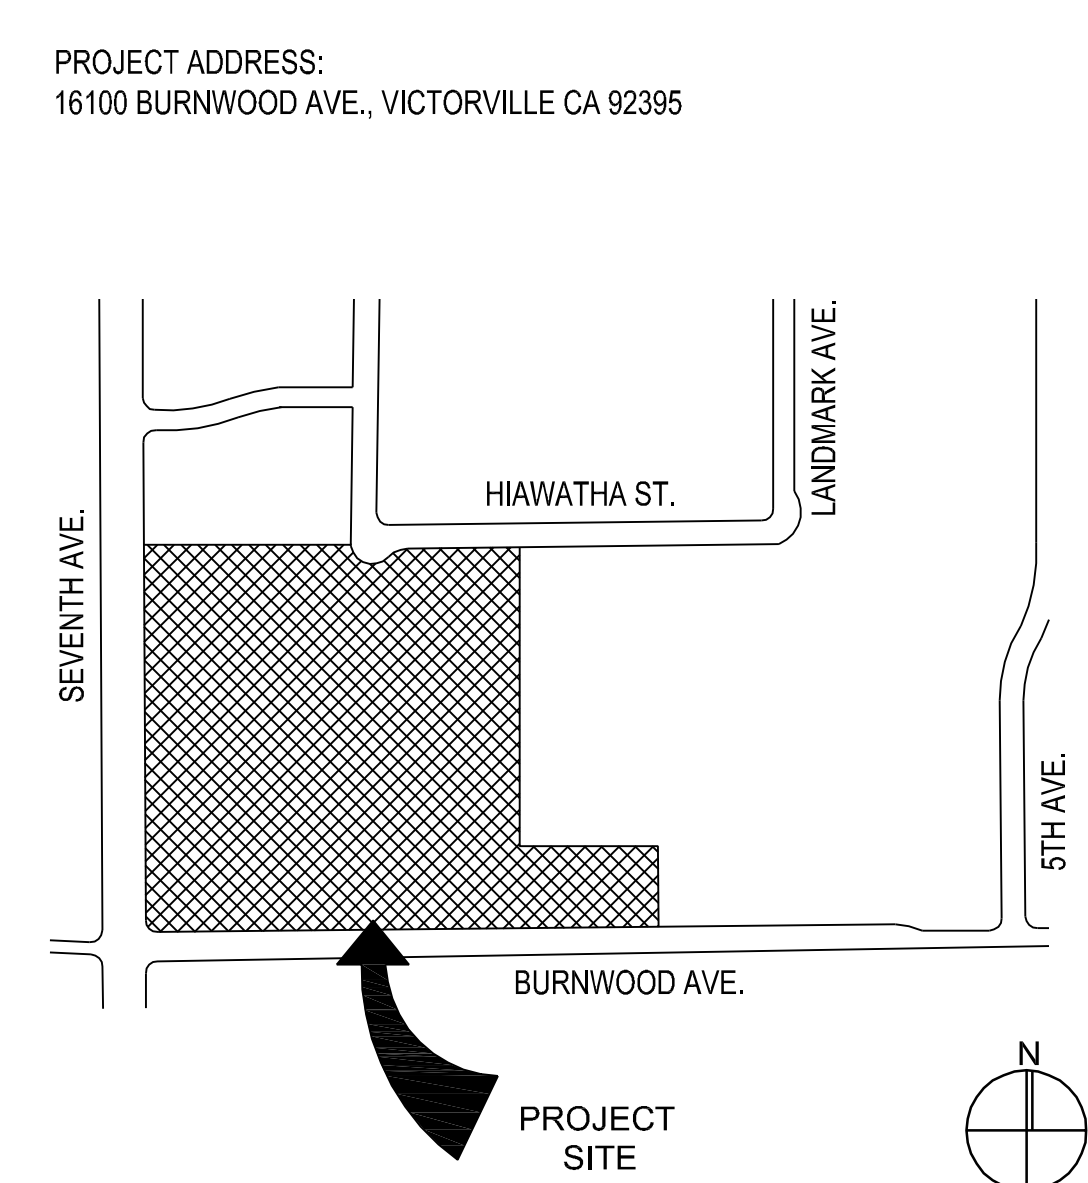 PROJECT ADDRESS:
16100 BURNWOOD AVE., VICTORVILLE CA 92395
LANDMARK AVE.
HIAWATHA ST.
SEVENTH AVE.
5TH AVE.
BURNWOOD AVE.
N
PROJECT
SITE